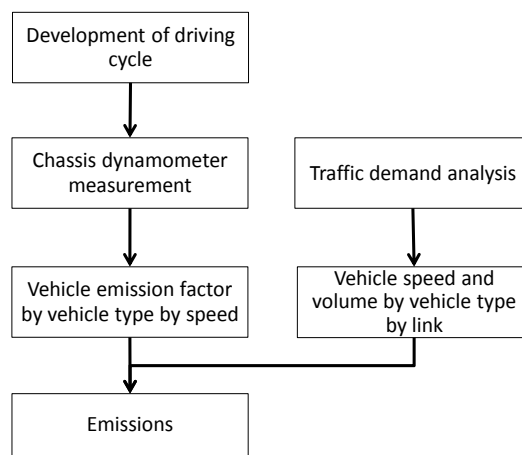 Development of driving
cycle
Chassis dynamometer
measurement
Traffic demand analysis
Vehicle emission factor
by vehicle type by speed
Vehicle speed and
volume by vehicle type
by link
Emissions